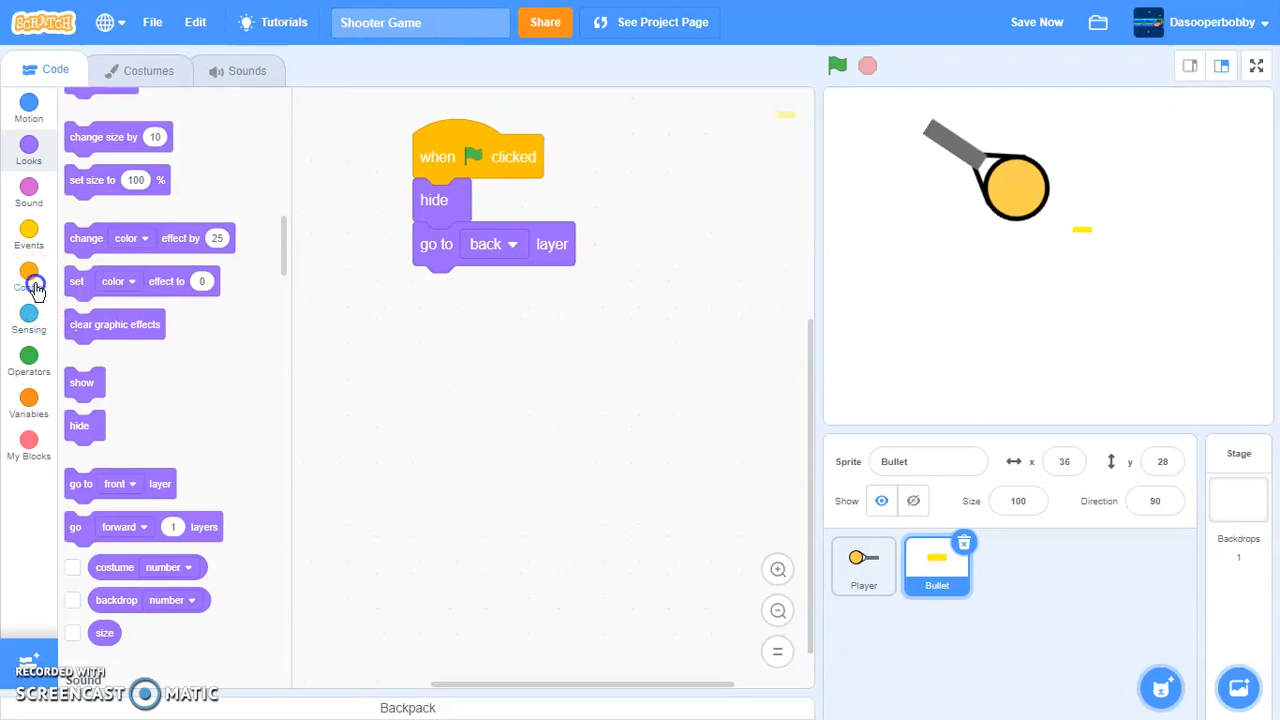 SCRATCH File Edit Tutorials Shooter Game Share See Project Page Save Now Dasooperbobby
Code Costumes Sounds
Motion
Looks
Sound
Events
Sensing
Operators
Variables
My Blocks
change size by 10
set size to 100 %
change color effect by 25
set color effect to 0
clear graphic effects
show
hide
go to front layer
go forward 1 layers
costume number
backdrop number
size
Sound
when clicked
hide
go to back layer
Sprite Bullet x 36 y 28
Show Size 100 Direction 90
Player
Bullet
Stage
Backdrops
1
Backpack
RECORDED WITH
SCREENCAST MATIC